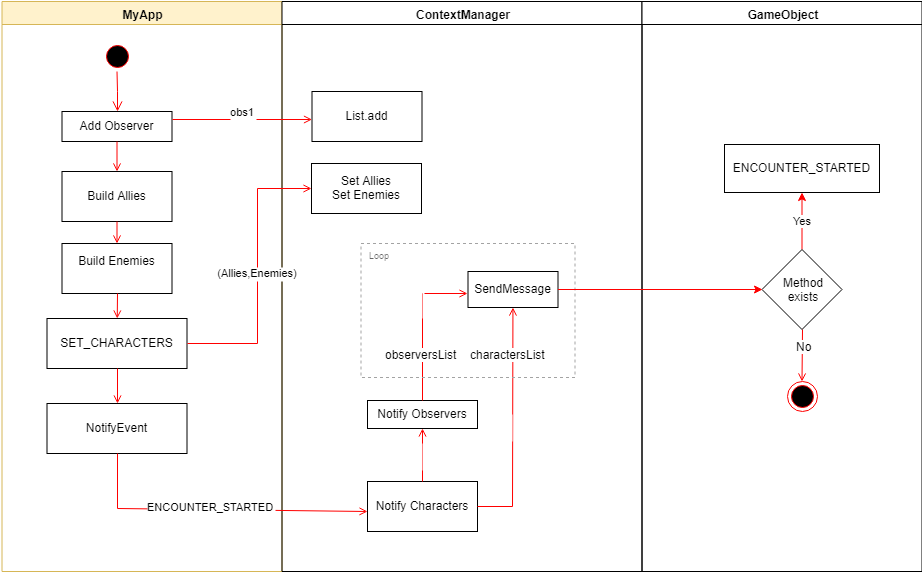 MyApp
ContextManager
GameObject
Add Observer
obs1
List.add
Build Allies
Set Allies
Set Enemies
Build Enemies
(Allies,Enemies)
SET_CHARACTERS
NotifyEvent
ENCOUNTER_STARTED
Loop
SendMessage
observersList
charactersList
Notify Observers
Notify Characters
ENCOUNTER_STARTED
Yes
Method
exists
No